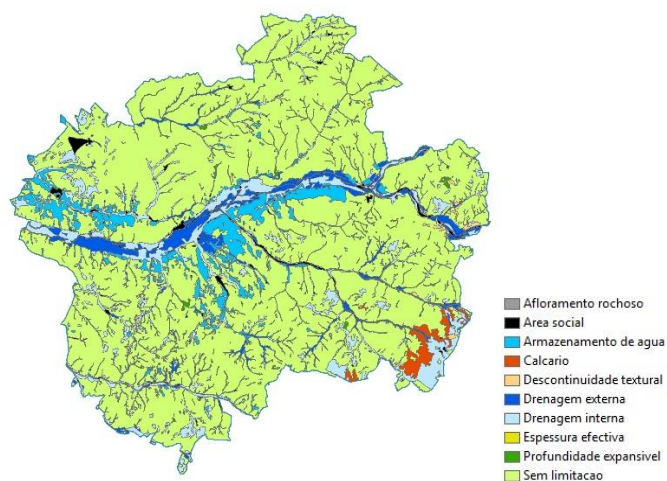 Afloramento rochoso
Area social
Armazenamento de agua
Calcario
Descontinuidade textural
Drenagem externa
Drenagem interna
Espessura efectiva
Profundidade expansivel
Sem limitacao